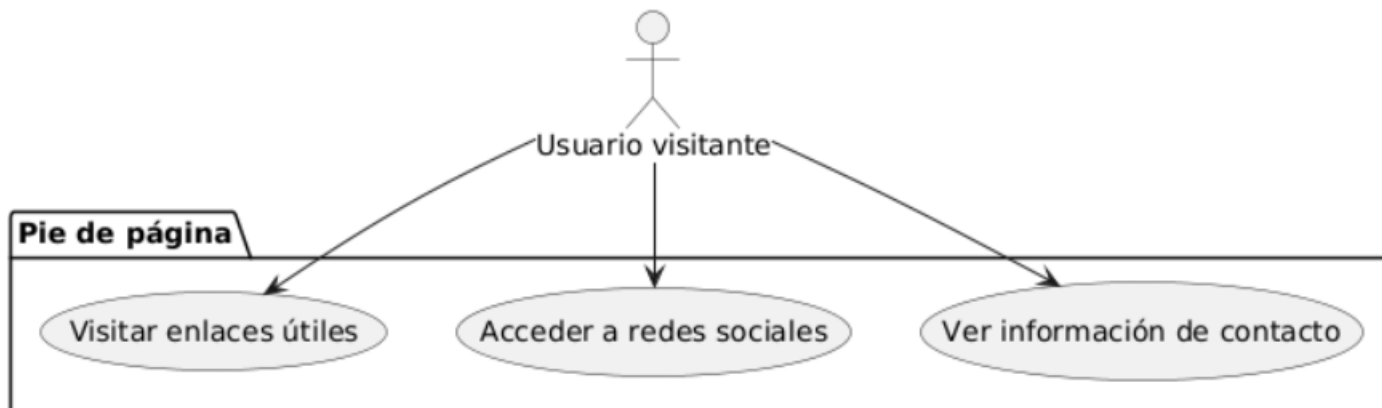 Usuario visitante
Pie de página
Visitar enlaces útiles
Acceder a redes sociales
Ver información de contacto